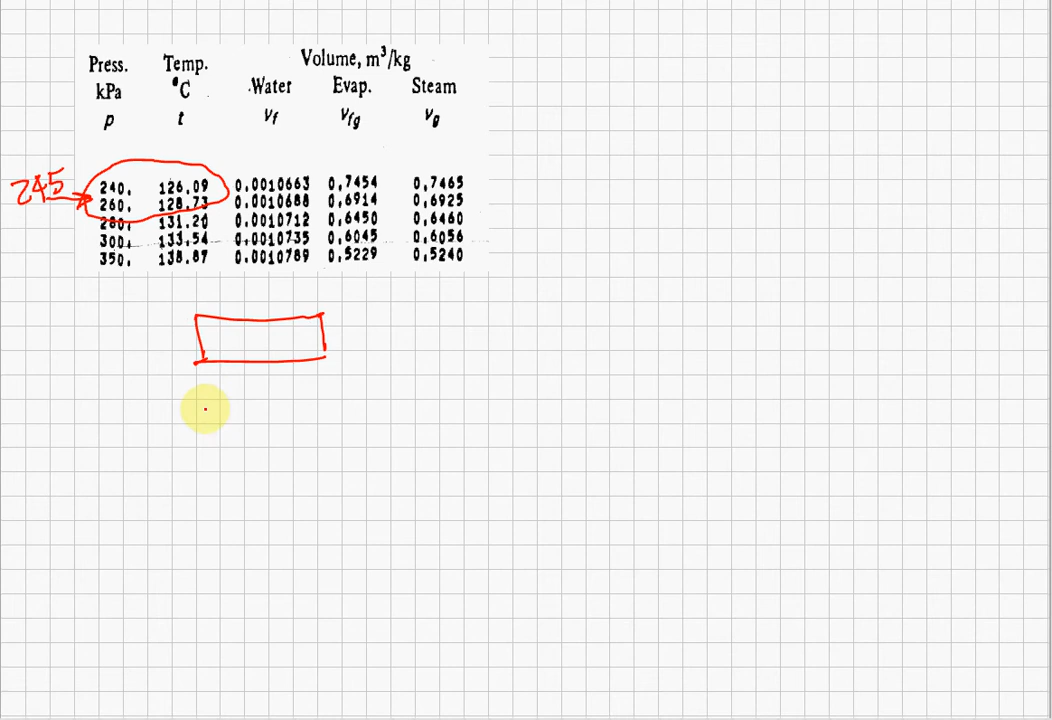 Press. Temp. Volume, m³/kg
kPa °C Water Evap. Steam
p t vf vfg vg
245
240. 126.09 0.0010663 0.7454 0.7465
260. 128.73 0.0010688 0.6914 0.6925
280. 131.20 0.0010712 0.6450 0.6460
300. 133.54 0.0010735 0.6045 0.6056
350. 138.87 0.0010789 0.5229 0.5240